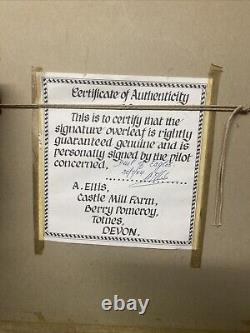 Certificate of Authenticity
This is to certify that the
signature overleaf is rightly
guaranteed genuine and is
personally signed by the pilot
concerned.
A. Ellis,
Castle Mill Farm,
Berry Pomeroy,
Totnes,
DEVON.